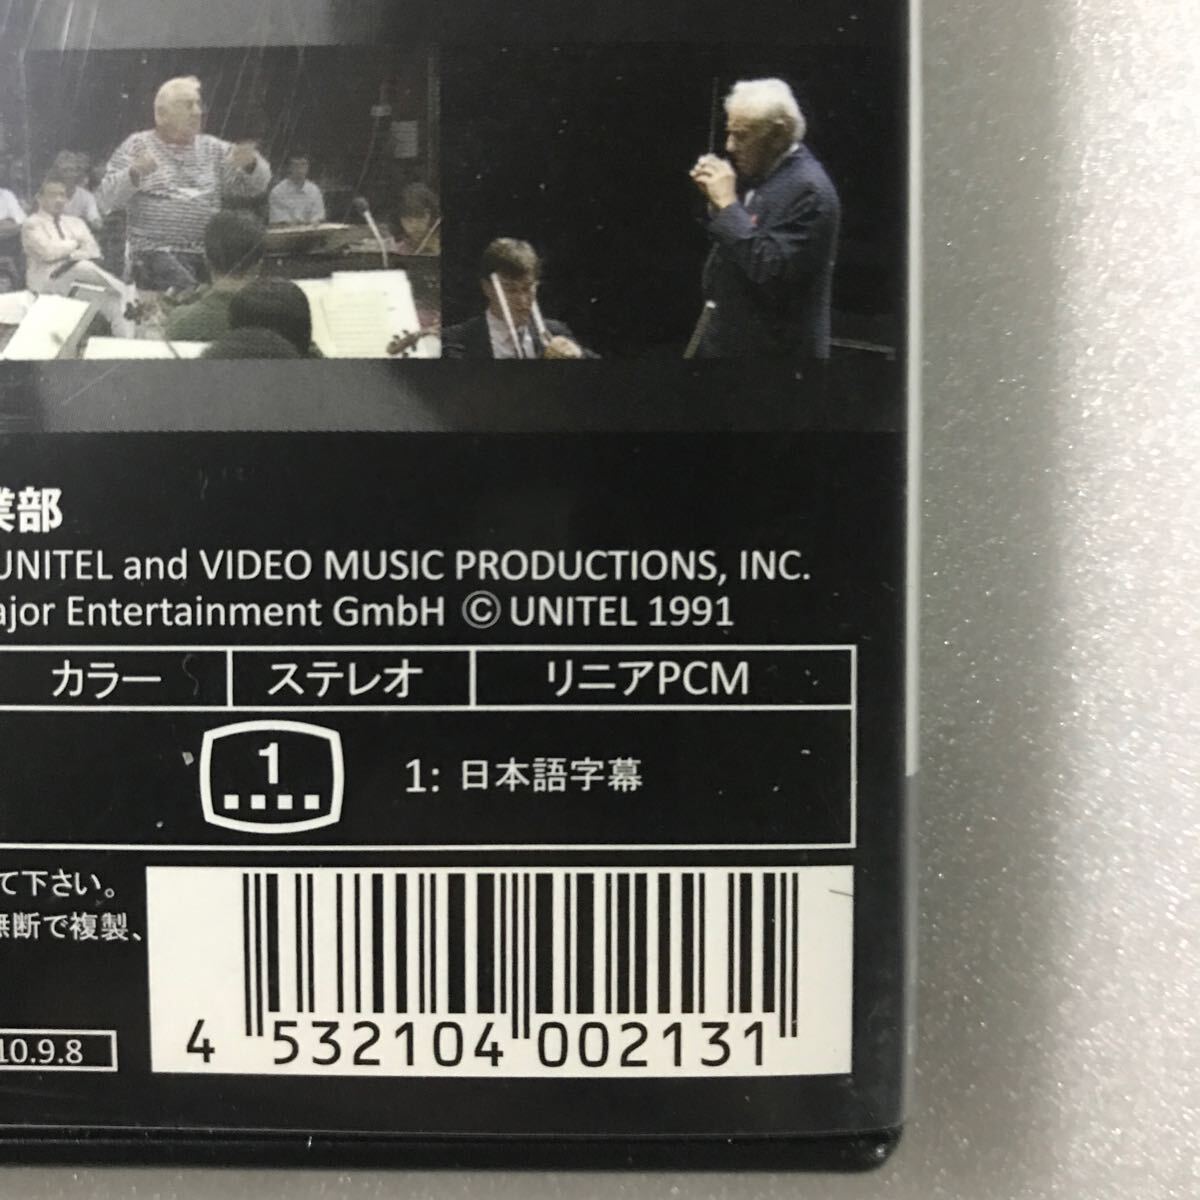 業部
UNITEL and VIDEO MUSIC PRODUCTIONS, INC.
ajor Entertainment GmbH © UNITEL 1991
カラー
ステレオ
リニアPCM
1
1: 日本語字幕
て下さい。
無断で複製、
10.9.8
4 532104 002131